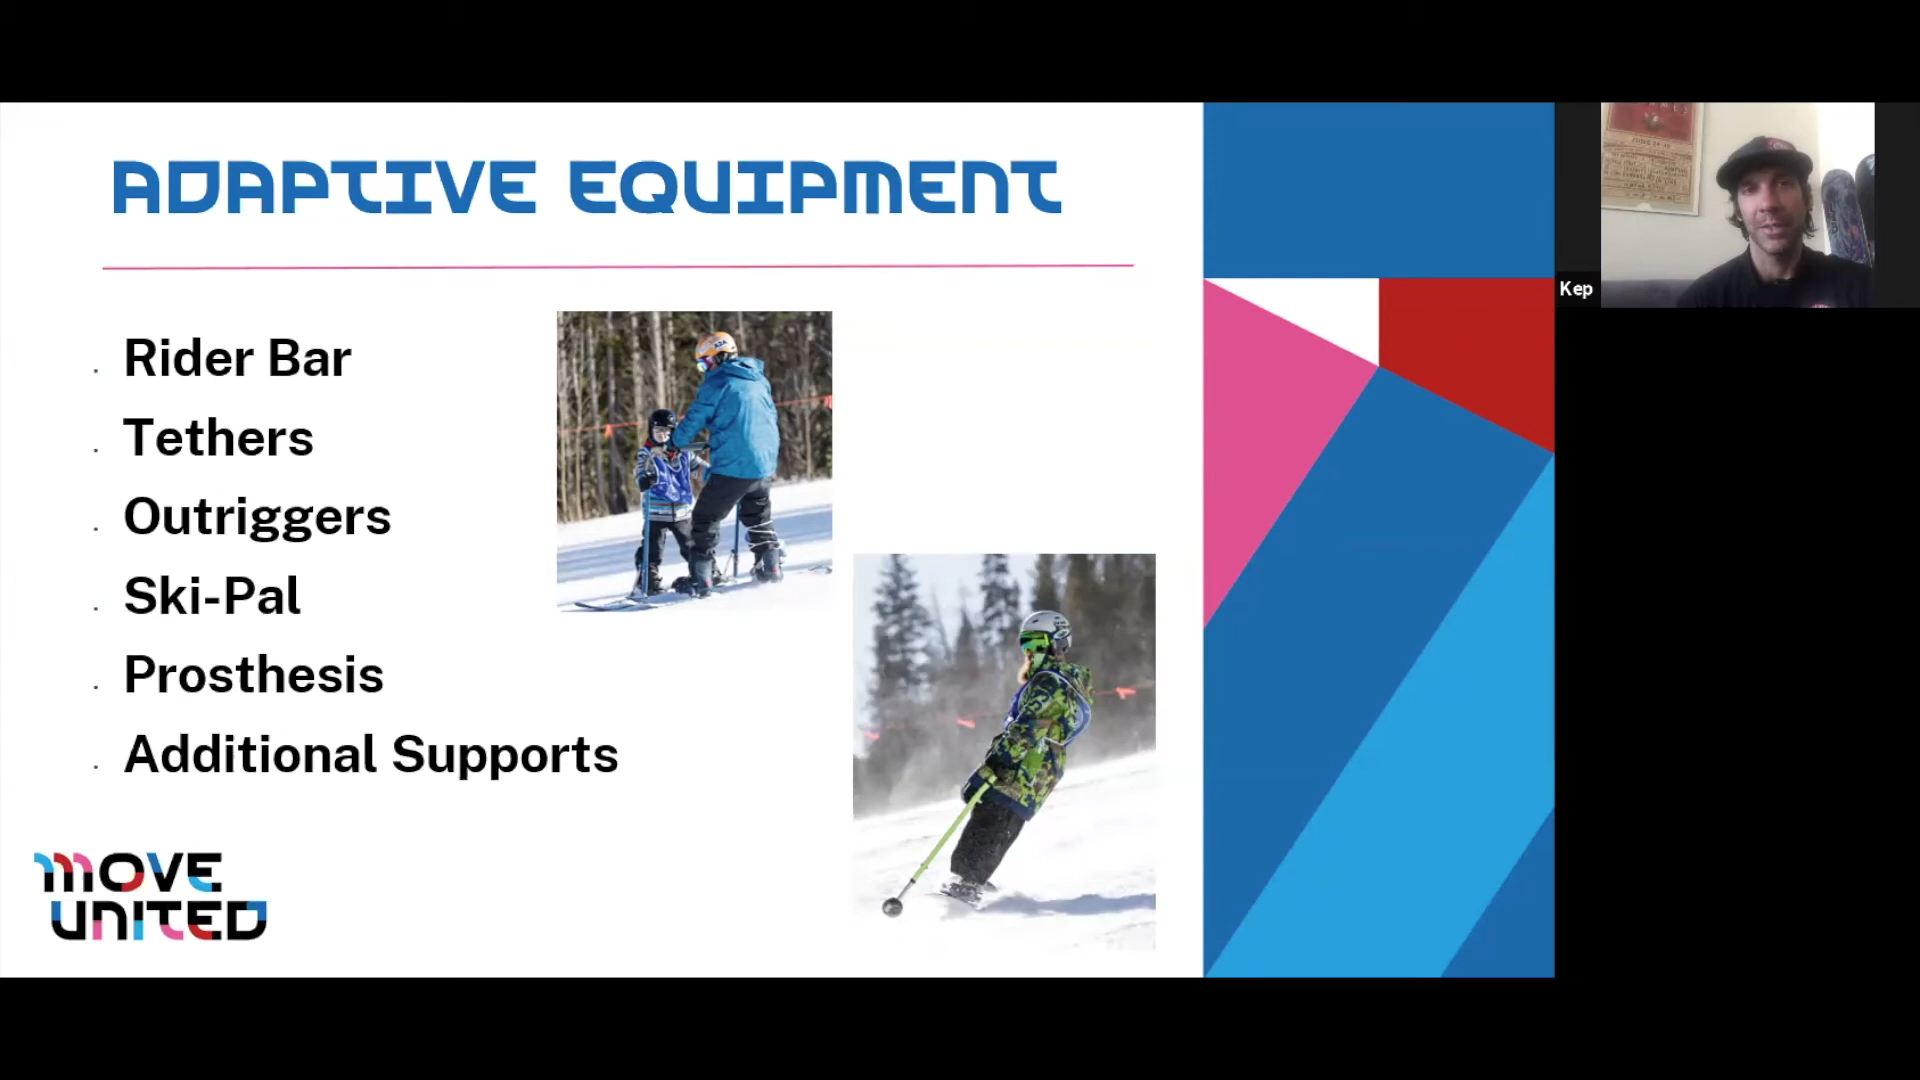 ADAPTIVE EQUIPMENT
Rider Bar
Tethers
Outriggers
Ski-Pal
Prosthesis
Additional Supports
MOVE
UNITED
Kep